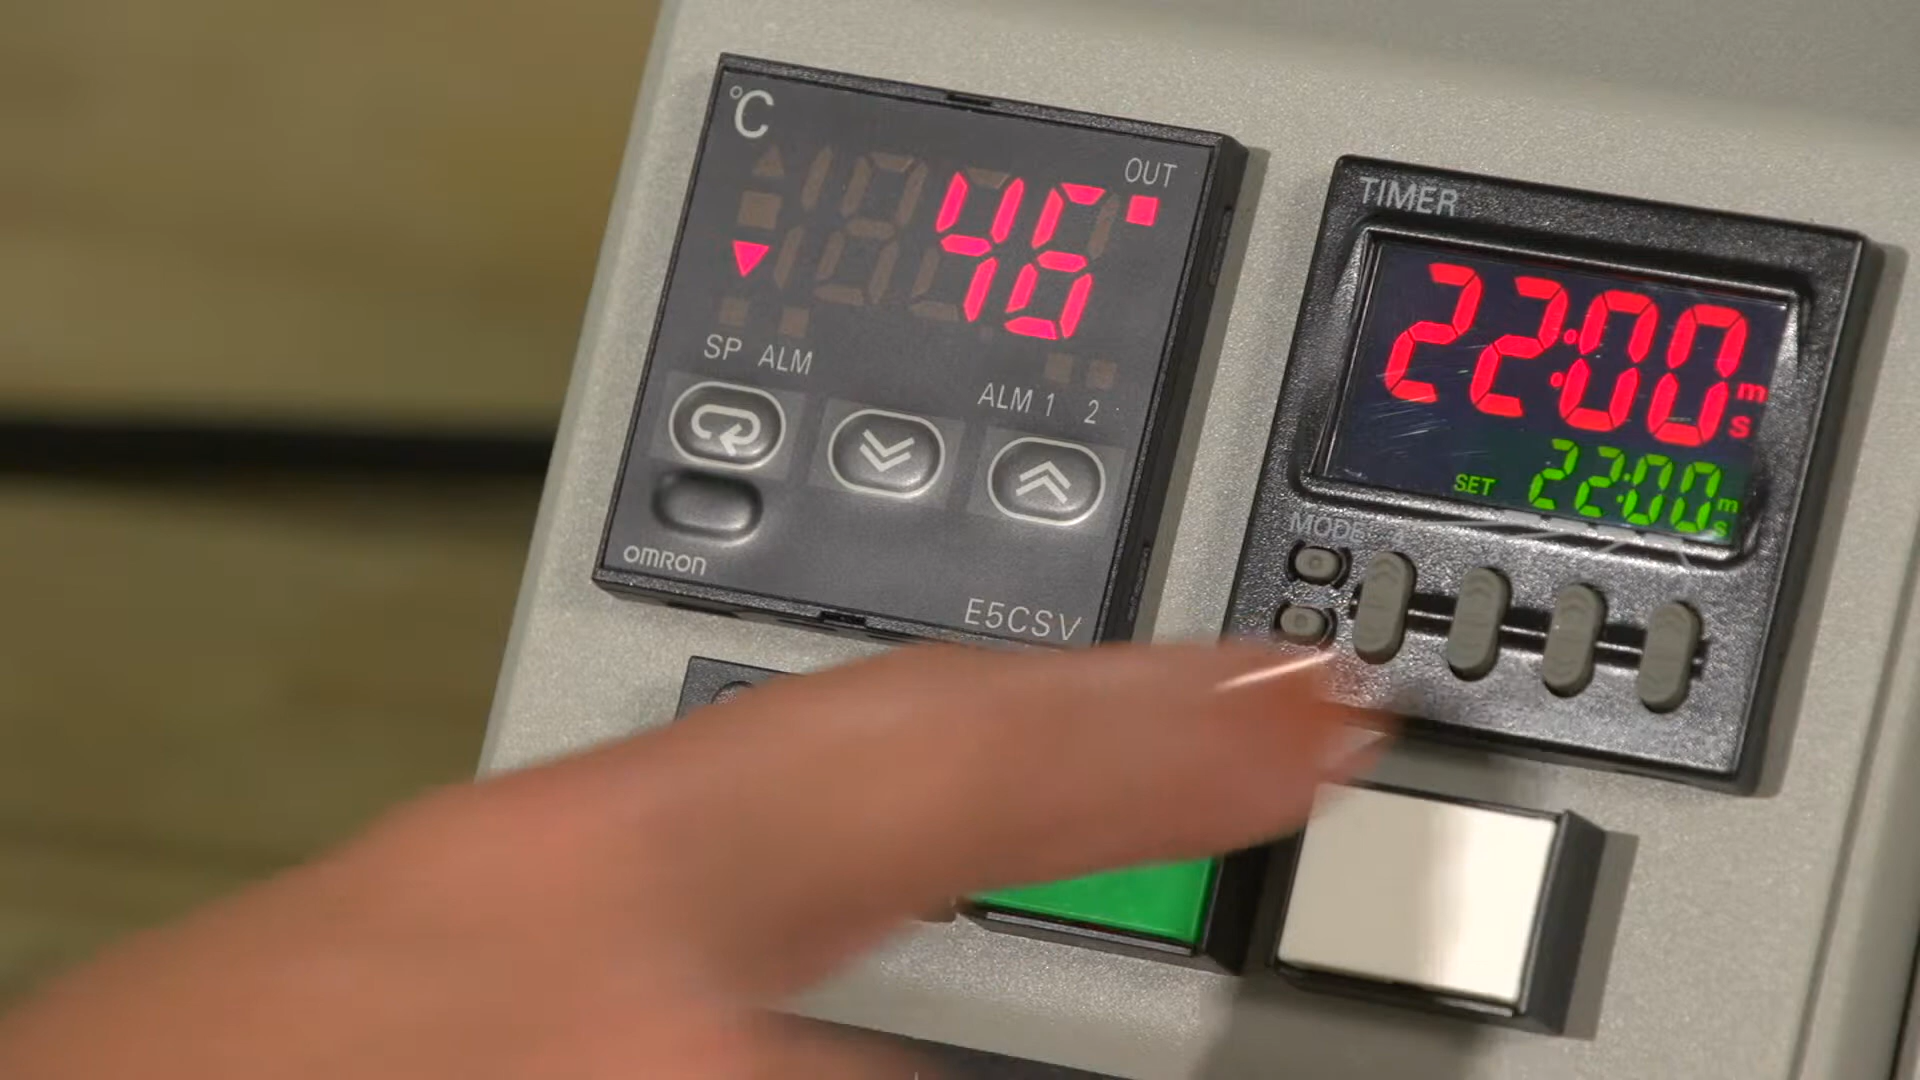 °C
OUT
46
SP ALM
ALM 1 2
OMRON
E5CSV
TIMER
22:00 m s
SET 22:00 m s
MODE